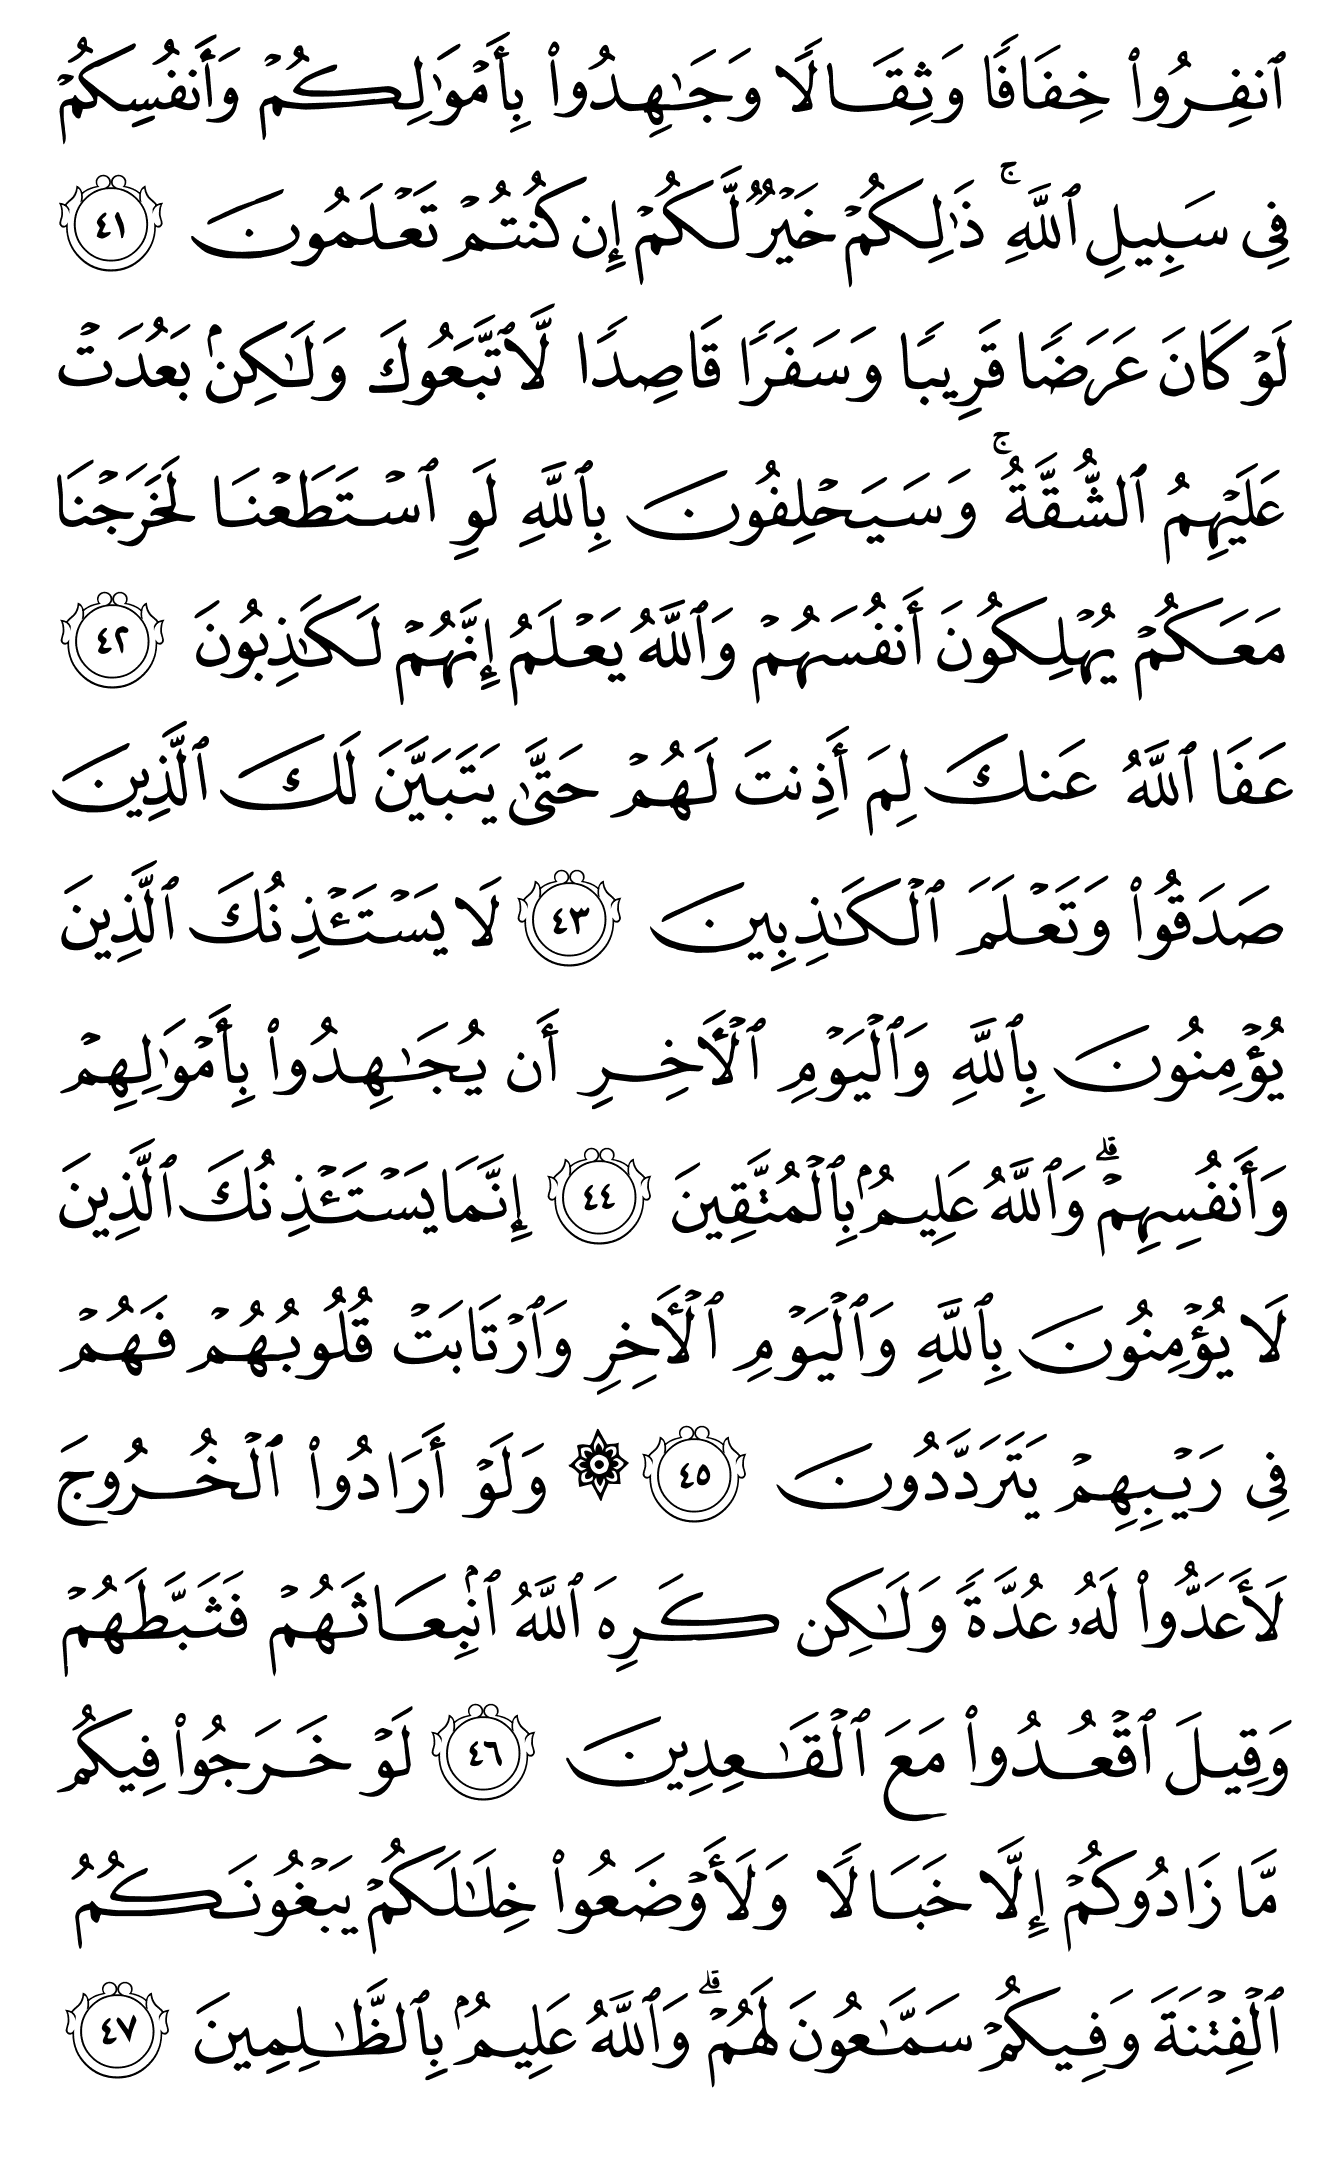 ٱنفِرُوا۟ خِفَافًا وَثِقَالًا وَجَـٰهِدُوا۟ بِأَمْوَٰلِكُمْ وَأَنفُسِكُمْ
فِى سَبِيلِ ٱللَّهِ ۚ ذَٰلِكُمْ خَيْرٌ لَّكُمْ إِن كُنتُمْ تَعْلَمُونَ ٤١
لَوْ كَانَ عَرَضًا قَرِيبًا وَسَفَرًا قَاصِدًا لَّٱتَّبَعُوكَ وَلَـٰكِنۢ بَعُدَتْ
عَلَيْهِمُ ٱلشُّقَّةُ ۚ وَسَيَحْلِفُونَ بِٱللَّهِ لَوِ ٱسْتَطَعْنَا لَخَرَجْنَا
مَعَكُمْ يُهْلِكُونَ أَنفُسَهُمْ وَٱللَّهُ يَعْلَمُ إِنَّهُمْ لَكَـٰذِبُونَ ٤٢
عَفَا ٱللَّهُ عَنكَ لِمَ أَذِنتَ لَهُمْ حَتَّىٰ يَتَبَيَّنَ لَكَ ٱلَّذِينَ
صَدَقُوا۟ وَتَعْلَمَ ٱلْكَـٰذِبِينَ ٤٣ لَا يَسْتَـْٔذِنُكَ ٱلَّذِينَ
يُؤْمِنُونَ بِٱللَّهِ وَٱلْيَوْمِ ٱلْـَٔاخِرِ أَن يُجَـٰهِدُوا۟ بِأَمْوَٰلِهِمْ
وَأَنفُسِهِمْ ۗ وَٱللَّهُ عَلِيمٌۢ بِٱلْمُتَّقِينَ ٤٤ إِنَّمَا يَسْتَـْٔذِنُكَ ٱلَّذِينَ
لَا يُؤْمِنُونَ بِٱللَّهِ وَٱلْيَوْمِ ٱلْـَٔاخِرِ وَٱرْتَابَتْ قُلُوبُهُمْ فَهُمْ
فِى رَيْبِهِمْ يَتَرَدَّدُونَ ٤٥ ۞ وَلَوْ أَرَادُوا۟ ٱلْخُرُوجَ
لَأَعَدُّوا۟ لَهُۥ عُدَّةً وَلَـٰكِن كَرِهَ ٱللَّهُ ٱنۢبِعَاثَهُمْ فَثَبَّطَهُمْ
وَقِيلَ ٱقْعُدُوا۟ مَعَ ٱلْقَـٰعِدِينَ ٤٦ لَوْ خَرَجُوا۟ فِيكُم
مَّا زَادُوكُمْ إِلَّا خَبَالًا وَلَأَوْضَعُوا۟ خِلَـٰلَكُمْ يَبْغُونَكُمُ
ٱلْفِتْنَةَ وَفِيكُمْ سَمَّـٰعُونَ لَهُمْ ۗ وَٱللَّهُ عَلِيمٌۢ بِٱلظَّـٰلِمِينَ ٤٧